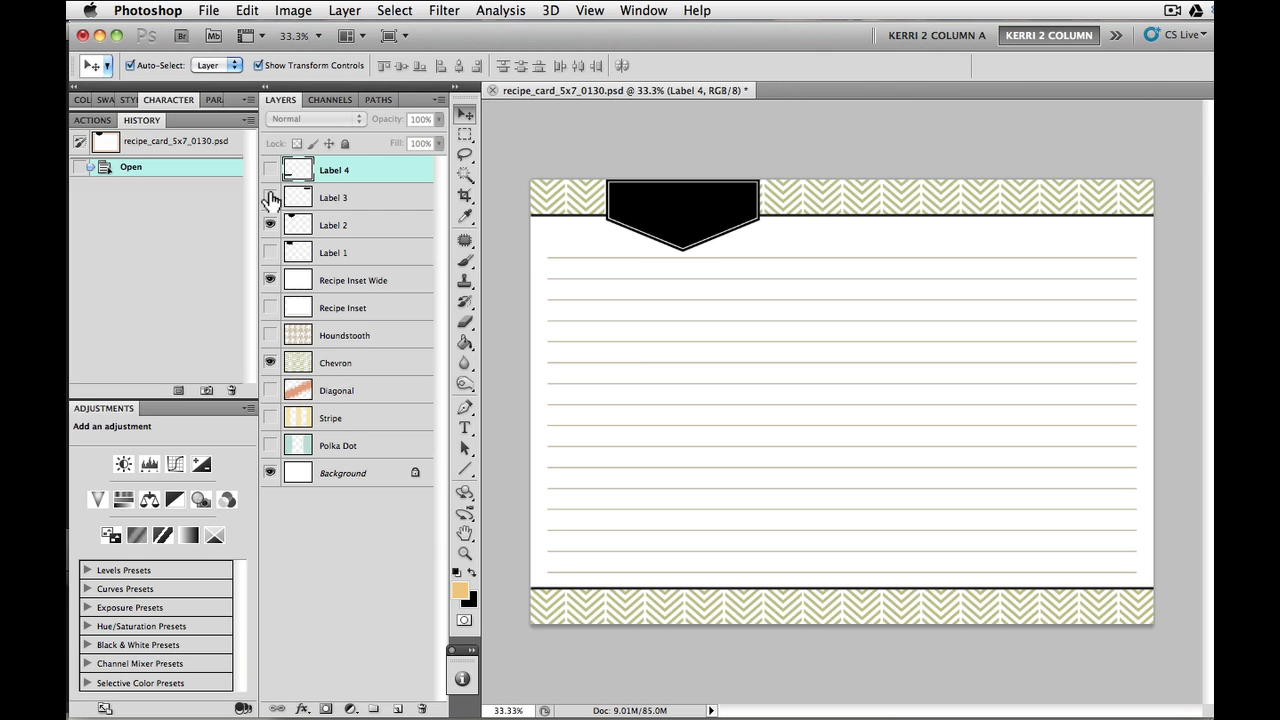 Photoshop File Edit Image Layer Select Filter Analysis 3D View Window Help
Ps Br Mb 33.3% KERRI 2 COLUMN A KERRI 2 COLUMN CS Live
Auto-Select: Layer Show Transform Controls
recipe_card_5x7_0130.psd @ 33.3% (Label 4, RGB/8) *
COL SWA STYL CHARACTER PAR
ACTIONS HISTORY
recipe_card_5x7_0130.psd
Open
ADJUSTMENTS
Add an adjustment
Levels Presets
Curves Presets
Exposure Presets
Hue/Saturation Presets
Black & White Presets
Channel Mixer Presets
Selective Color Presets
LAYERS CHANNELS PATHS
Normal Opacity: 100%
Lock: Fill: 100%
Label 4
Label 3
Label 2
Label 1
Recipe Inset Wide
Recipe Inset
Houndstooth
Chevron
Diagonal
Stripe
Polka Dot
Background
fx
T
33.33% Doc: 9.01M/85.0M